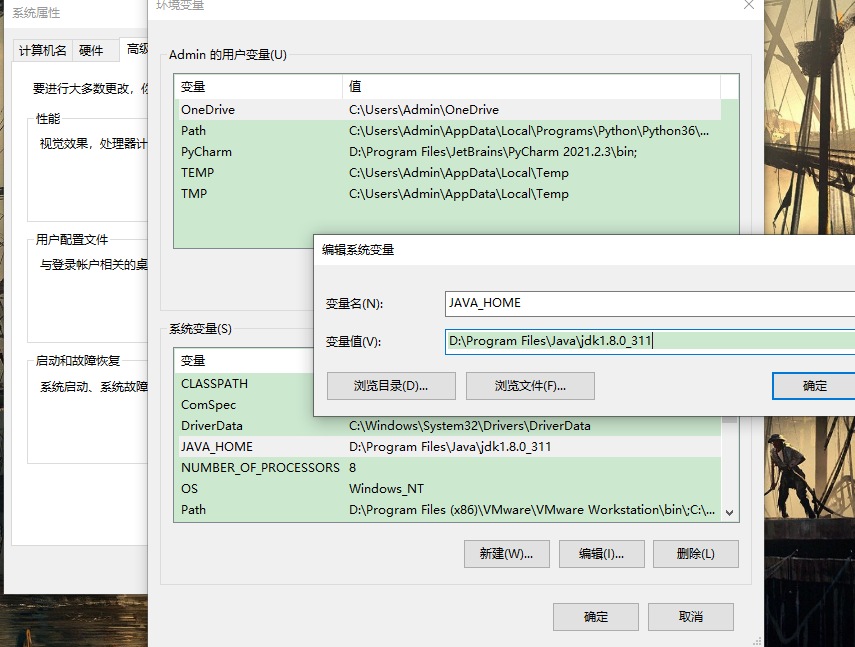 系统属性
环境变量
计算机名 硬件 高级
要进行大多数更改,你
性能
视觉效果,处理器计
用户配置文件
与登录帐户相关的桌
启动和故障恢复
系统启动、系统故障
Admin 的用户变量(U)
变量 值
OneDrive C:\Users\Admin\OneDrive
Path C:\Users\Admin\AppData\Local\Programs\Python\Python36\...
PyCharm D:\Program Files\JetBrains\PyCharm 2021.2.3\bin;
TEMP C:\Users\Admin\AppData\Local\Temp
TMP C:\Users\Admin\AppData\Local\Temp
编辑系统变量
变量名(N): JAVA_HOME
变量值(V): D:\Program Files\Java\jdk1.8.0_311
浏览目录(D)... 浏览文件(F)... 确定
系统变量(S)
变量
CLASSPATH
ComSpec
DriverData C:\Windows\System32\Drivers\DriverData
JAVA_HOME D:\Program Files\Java\jdk1.8.0_311
NUMBER_OF_PROCESSORS 8
OS Windows_NT
Path D:\Program Files (x86)\VMware\VMware Workstation\bin\;C:\...
新建(W)... 编辑(I)... 删除(L)
确定 取消